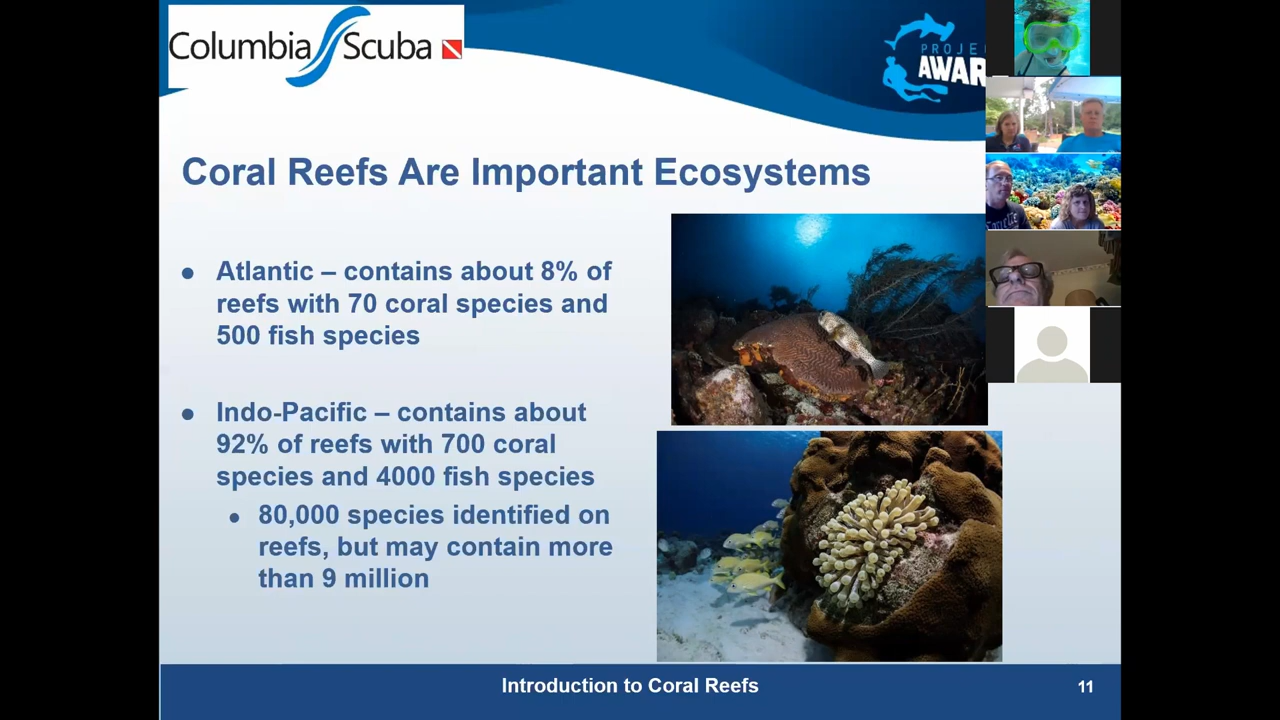 Columbia Scuba
PROJE
AWAR
Coral Reefs Are Important Ecosystems
• Atlantic – contains about 8% of
reefs with 70 coral species and
500 fish species
• Indo-Pacific – contains about
92% of reefs with 700 coral
species and 4000 fish species
• 80,000 species identified on
reefs, but may contain more
than 9 million
Introduction to Coral Reefs
11